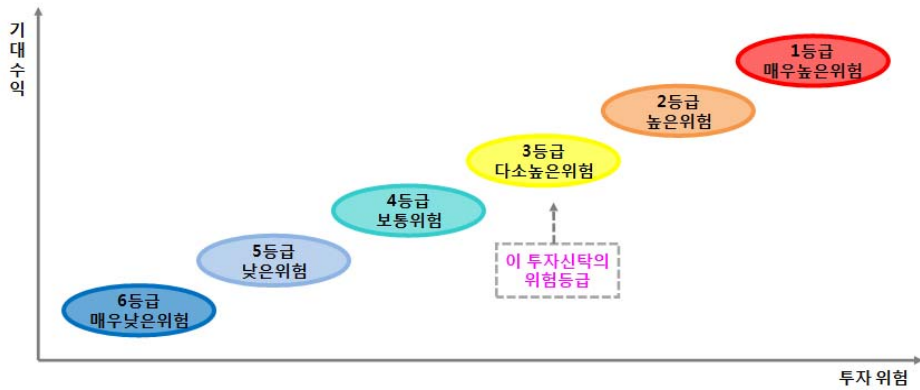 기대수익
1등급
매우높은위험
2등급
높은위험
3등급
다소높은위험
4등급
보통위험
5등급
낮은위험
6등급
매우낮은위험
이 투자신탁의
위험등급
투자 위험